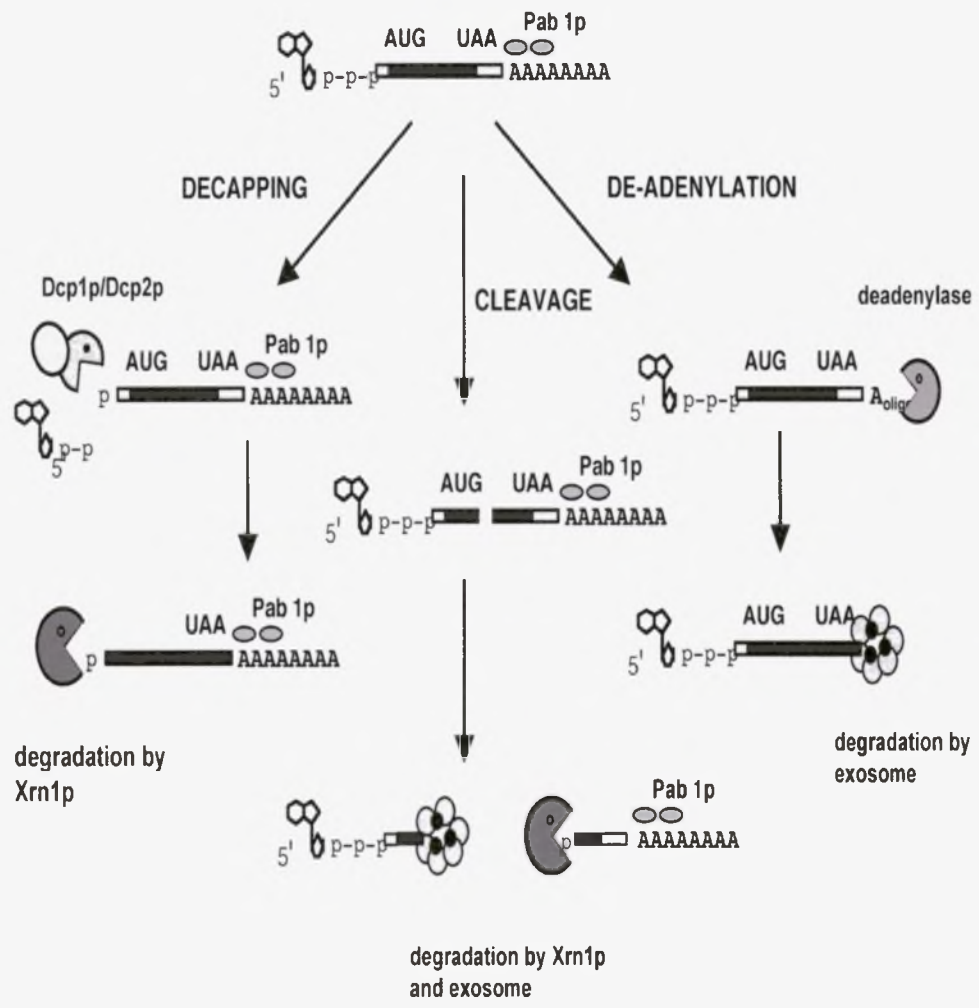 Pab 1p
AUG UAA
5' p-p-p AAAAAAAA
DECAPPING
DE-ADENYLATION
CLEAVAGE
Dcp1p/Dcp2p
Pab 1p
AUG UAA
p AAAAAAAA
5' p-p
deadenylase
AUG UAA
5' p-p-p Aoligo
Pab 1p
AUG UAA
5' p-p-p AAAAAAAA
Pab 1p
UAA
p AAAAAAAA
degradation by
Xrn1p
AUG UAA
5' p-p-p
degradation by
exosome
5' p-p-p
Pab 1p
p AAAAAAAA
degradation by Xrn1p
and exosome